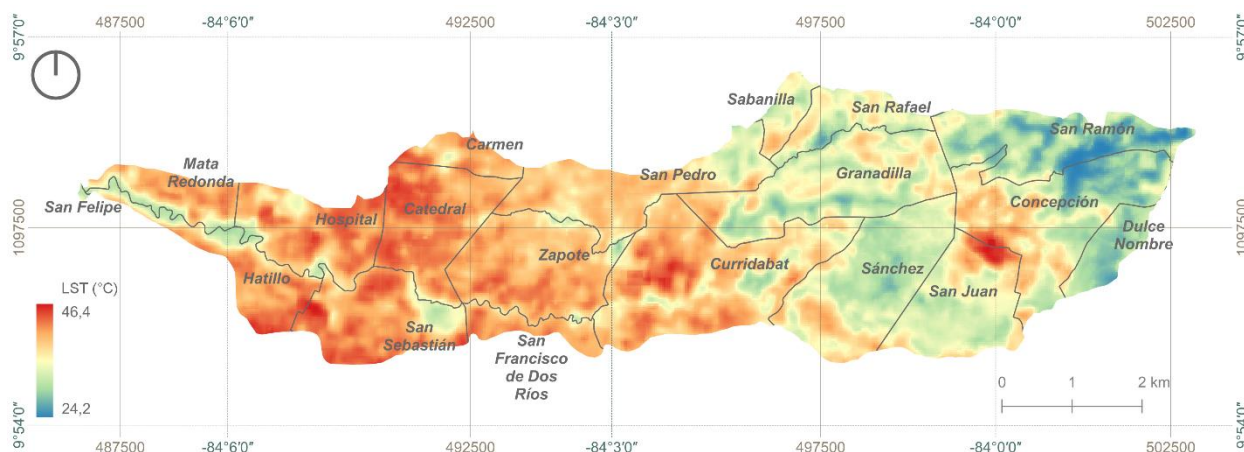 487500 -84°6'0" 492500 -84°3'0" 497500 -84°0'0" 502500
9°57'0" 9°57'0"
Sabanilla
San Rafael
San Ramón
Carmen
Mata
Redonda
San Pedro
Granadilla
San Felipe
Hospital
Catedral
Concepción
Dulce
Nombre
1097500 1097500
Zapote
Curridabat
Sánchez
Hatillo
San Juan
LST (°C)
46,4
24,2
San
Sebastián
San
Francisco
de Dos
Ríos
0 1 2 km
9°54'0" 9°54'0"
487500 -84°6'0" 492500 -84°3'0" 497500 -84°0'0" 502500